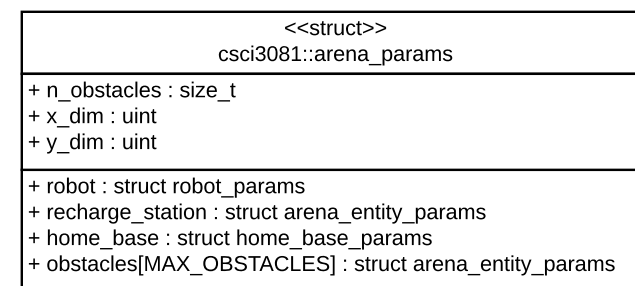 <<struct>>
csci3081::arena_params
+ n_obstacles : size_t
+ x_dim : uint
+ y_dim : uint
+ robot : struct robot_params
+ recharge_station : struct arena_entity_params
+ home_base : struct home_base_params
+ obstacles[MAX_OBSTACLES] : struct arena_entity_params